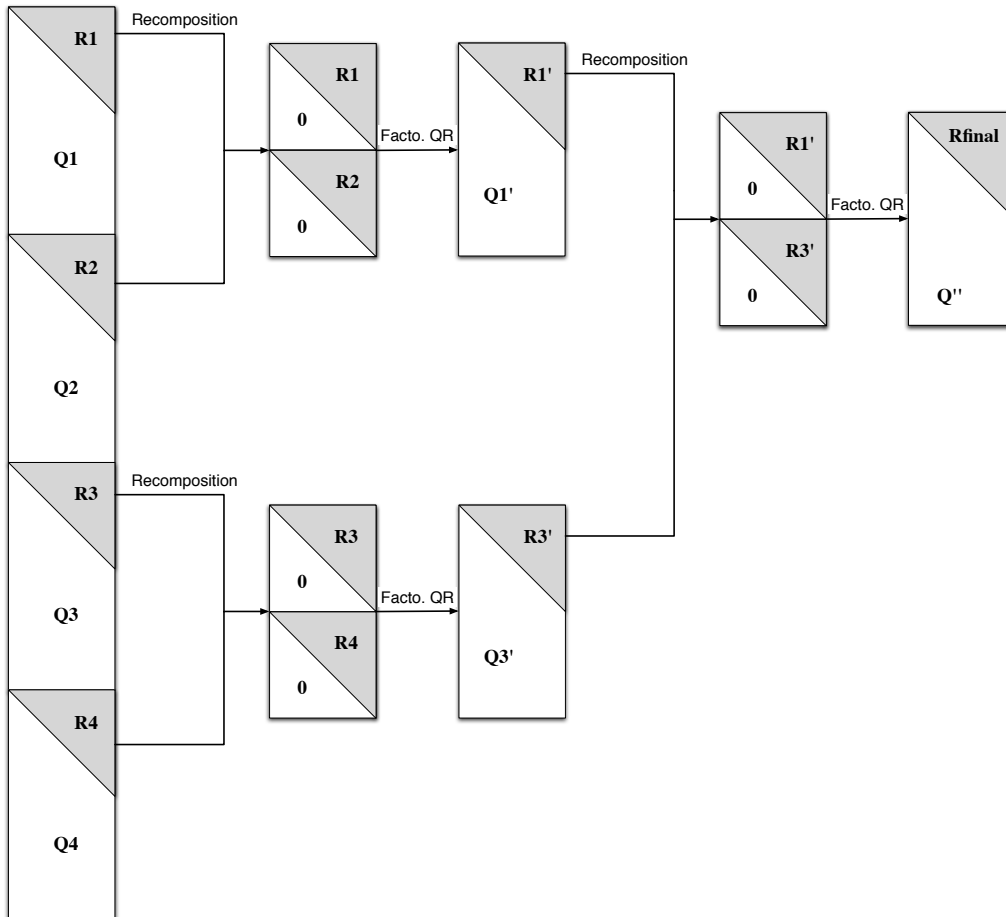 R1
Q1
R2
Q2
R3
Q3
R4
Q4
Recomposition
Recomposition
R1
0
R2
0
Facto. QR
R1'
Q1'
R3
0
R4
0
Facto. QR
R3'
Q3'
Recomposition
R1'
0
R3'
0
Facto. QR
Rfinal
Q''